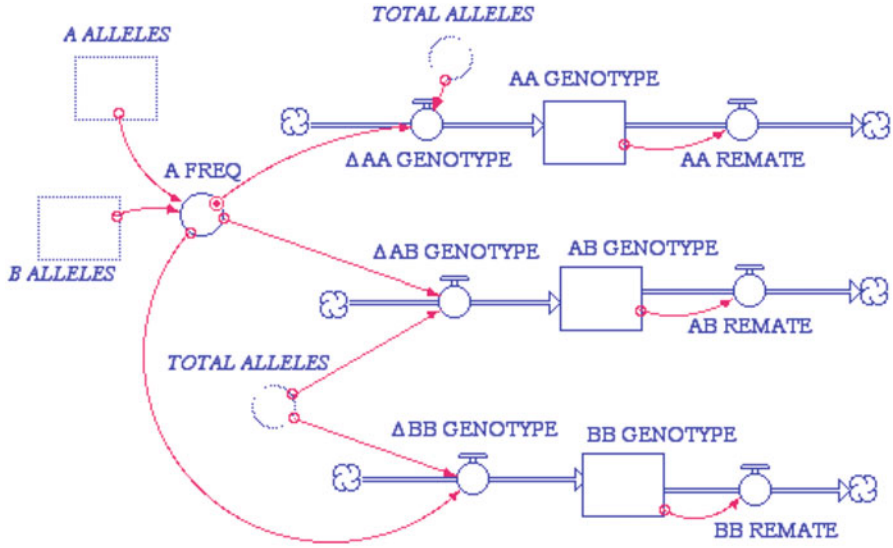 TOTAL ALLELES
A ALLELES
AA GENOTYPE
ΔAA GENOTYPE
AA REMATE
A FREQ
B ALLELES
ΔAB GENOTYPE
AB GENOTYPE
AB REMATE
TOTAL ALLELES
ΔBB GENOTYPE
BB GENOTYPE
BB REMATE